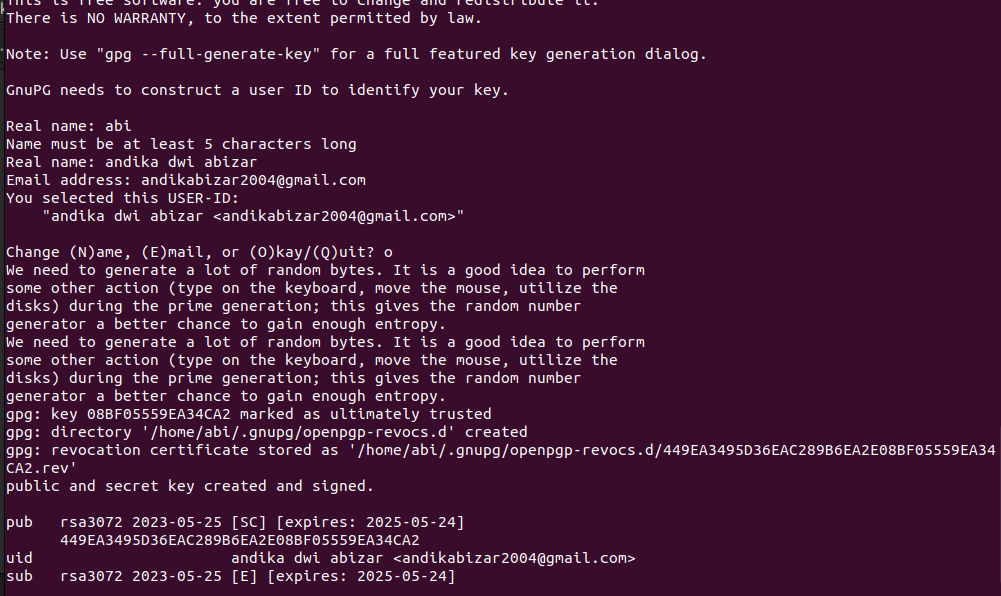 This is free software: you are free to change and redistribute it.
There is NO WARRANTY, to the extent permitted by law.
Note: Use "gpg --full-generate-key" for a full featured key generation dialog.
GnuPG needs to construct a user ID to identify your key.
Real name: abi
Name must be at least 5 characters long
Real name: andika dwi abizar
Email address: andikabizar2004@gmail.com
You selected this USER-ID:
"andika dwi abizar <andikabizar2004@gmail.com>"
Change (N)ame, (E)mail, or (O)kay/(Q)uit? o
We need to generate a lot of random bytes. It is a good idea to perform
some other action (type on the keyboard, move the mouse, utilize the
disks) during the prime generation; this gives the random number
generator a better chance to gain enough entropy.
We need to generate a lot of random bytes. It is a good idea to perform
some other action (type on the keyboard, move the mouse, utilize the
disks) during the prime generation; this gives the random number
generator a better chance to gain enough entropy.
gpg: key 08BF05559EA34CA2 marked as ultimately trusted
gpg: directory '/home/abi/.gnupg/openpgp-revocs.d' created
gpg: revocation certificate stored as '/home/abi/.gnupg/openpgp-revocs.d/449EA3495D36EAC289B6EA2E08BF05559EA34
CA2.rev'
public and secret key created and signed.
pub   rsa3072 2023-05-25 [SC] [expires: 2025-05-24]
449EA3495D36EAC289B6EA2E08BF05559EA34CA2
uid                      andika dwi abizar <andikabizar2004@gmail.com>
sub   rsa3072 2023-05-25 [E] [expires: 2025-05-24]